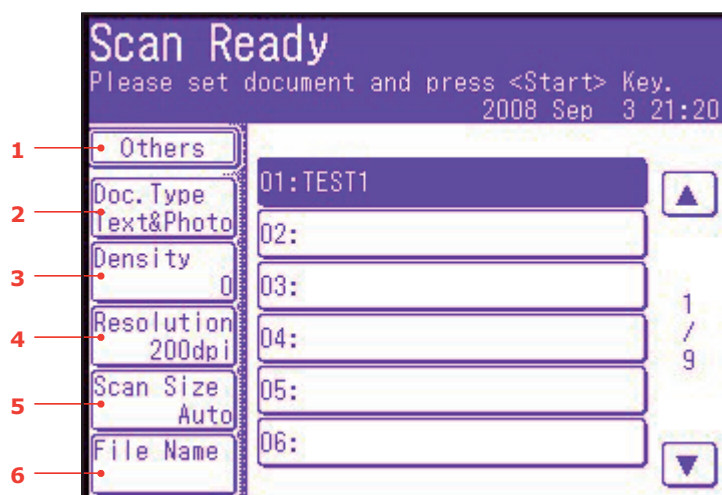 Scan Ready
Please set document and press <Start> Key.
2008 Sep 3 21:20
1
Others
2
Doc.Type
Text&Photo
3
Density
0
4
Resolution
200dpi
5
Scan Size
Auto
6
File Name
01:TEST1
02:
03:
04:
05:
06:
▲
1
/
9
▼